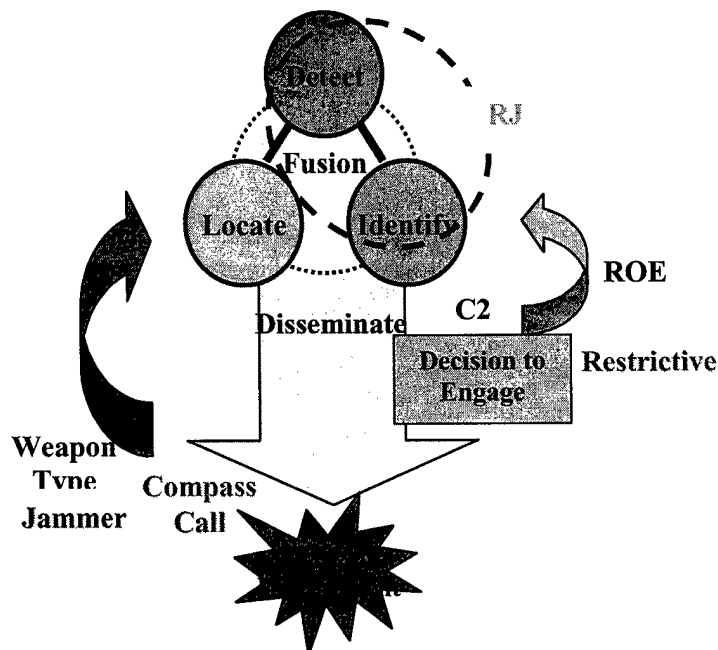 Detect
RJ
Fusion
Locate
Identify
ROE
C2
Disseminate
Decision to
Engage
Restrictive
Weapon
Type
Jammer
Compass
Call